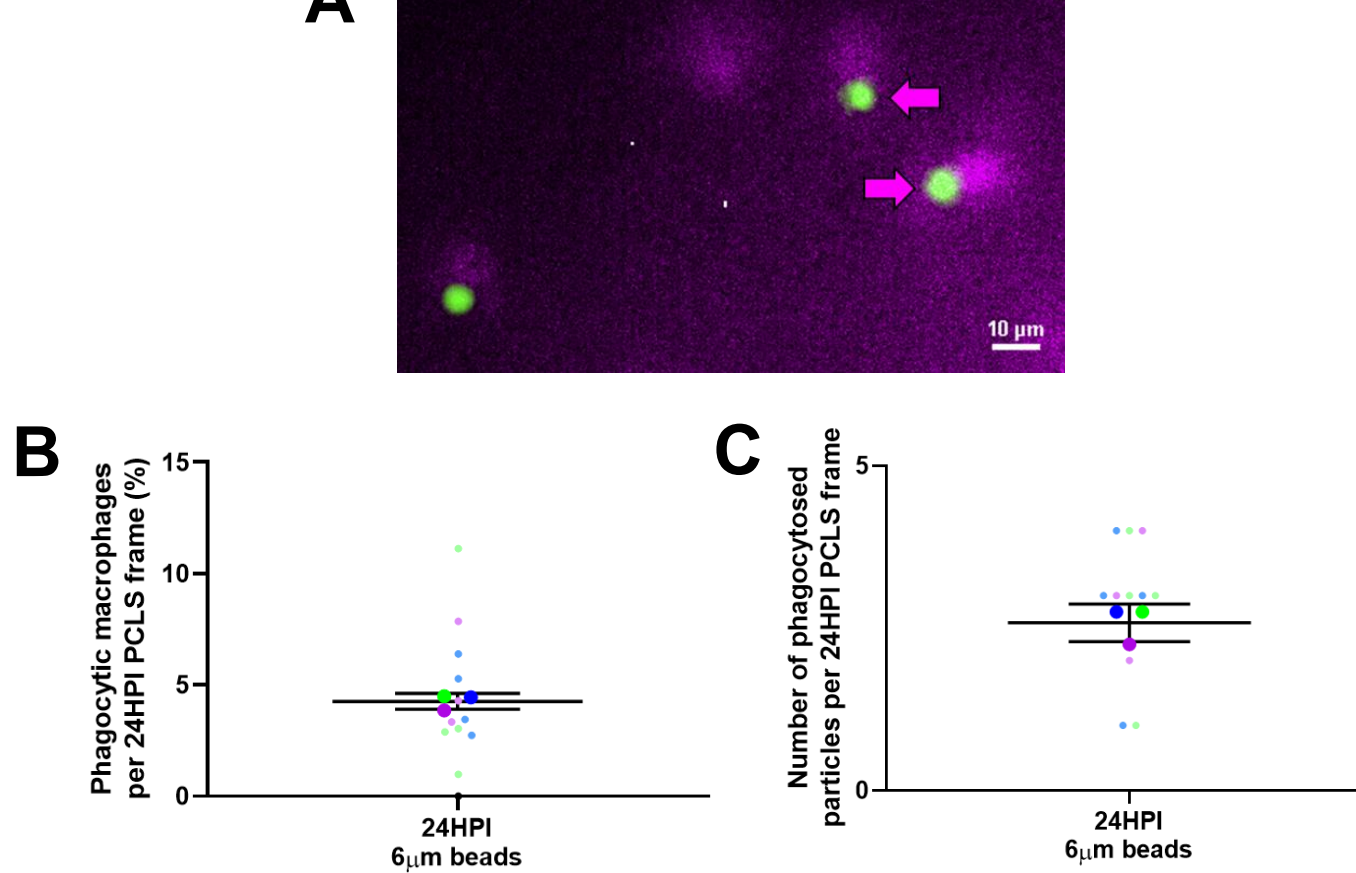 A
10 µm
B
Phagocytic macrophages
per 24HPI PCLS frame (%)
15
10
5
0
24HPI
6µm beads
C
Number of phagocytosed
particles per 24HPI PCLS frame
5
0
24HPI
6µm beads